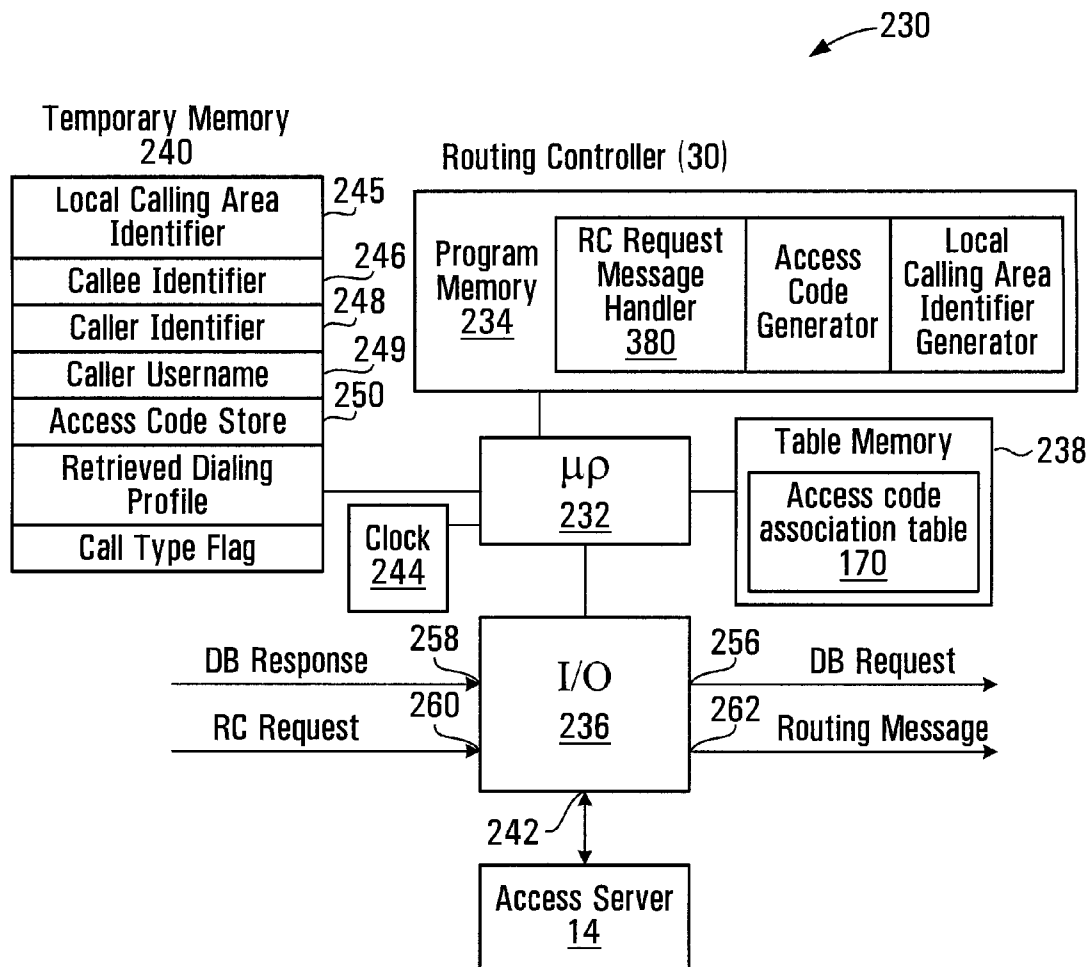 230
Temporary Memory
240
Local Calling Area
Identifier
245
Callee Identifier
246
Caller Identifier
248
Caller Username
249
Access Code Store
250
Retrieved Dialing
Profile
Call Type Flag
Routing Controller (30)
Program
Memory
234
RC Request
Message
Handler
380
Access
Code
Generator
Local
Calling Area
Identifier
Generator
μρ
232
Clock
244
Table Memory
238
Access code
association table
170
I/O
236
DB Response
258
RC Request
260
256
DB Request
262
Routing Message
242
Access Server
14